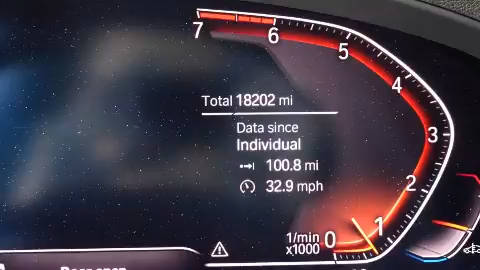 7
6
5
4
3
2
1
0
Total 18202 mi
Data since
Individual
100.8 mi
32.9 mph
1/min
x1000